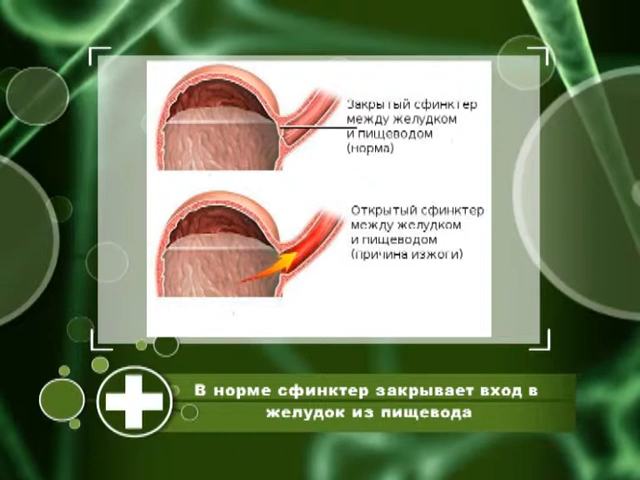 Закрытый сфинктер
между желудком
и пищеводом
(норма)
Открытый сфинктер
между желудком
и пищеводом
(причина изжоги)
В норме сфинктер закрывает вход в
желудок из пищевода